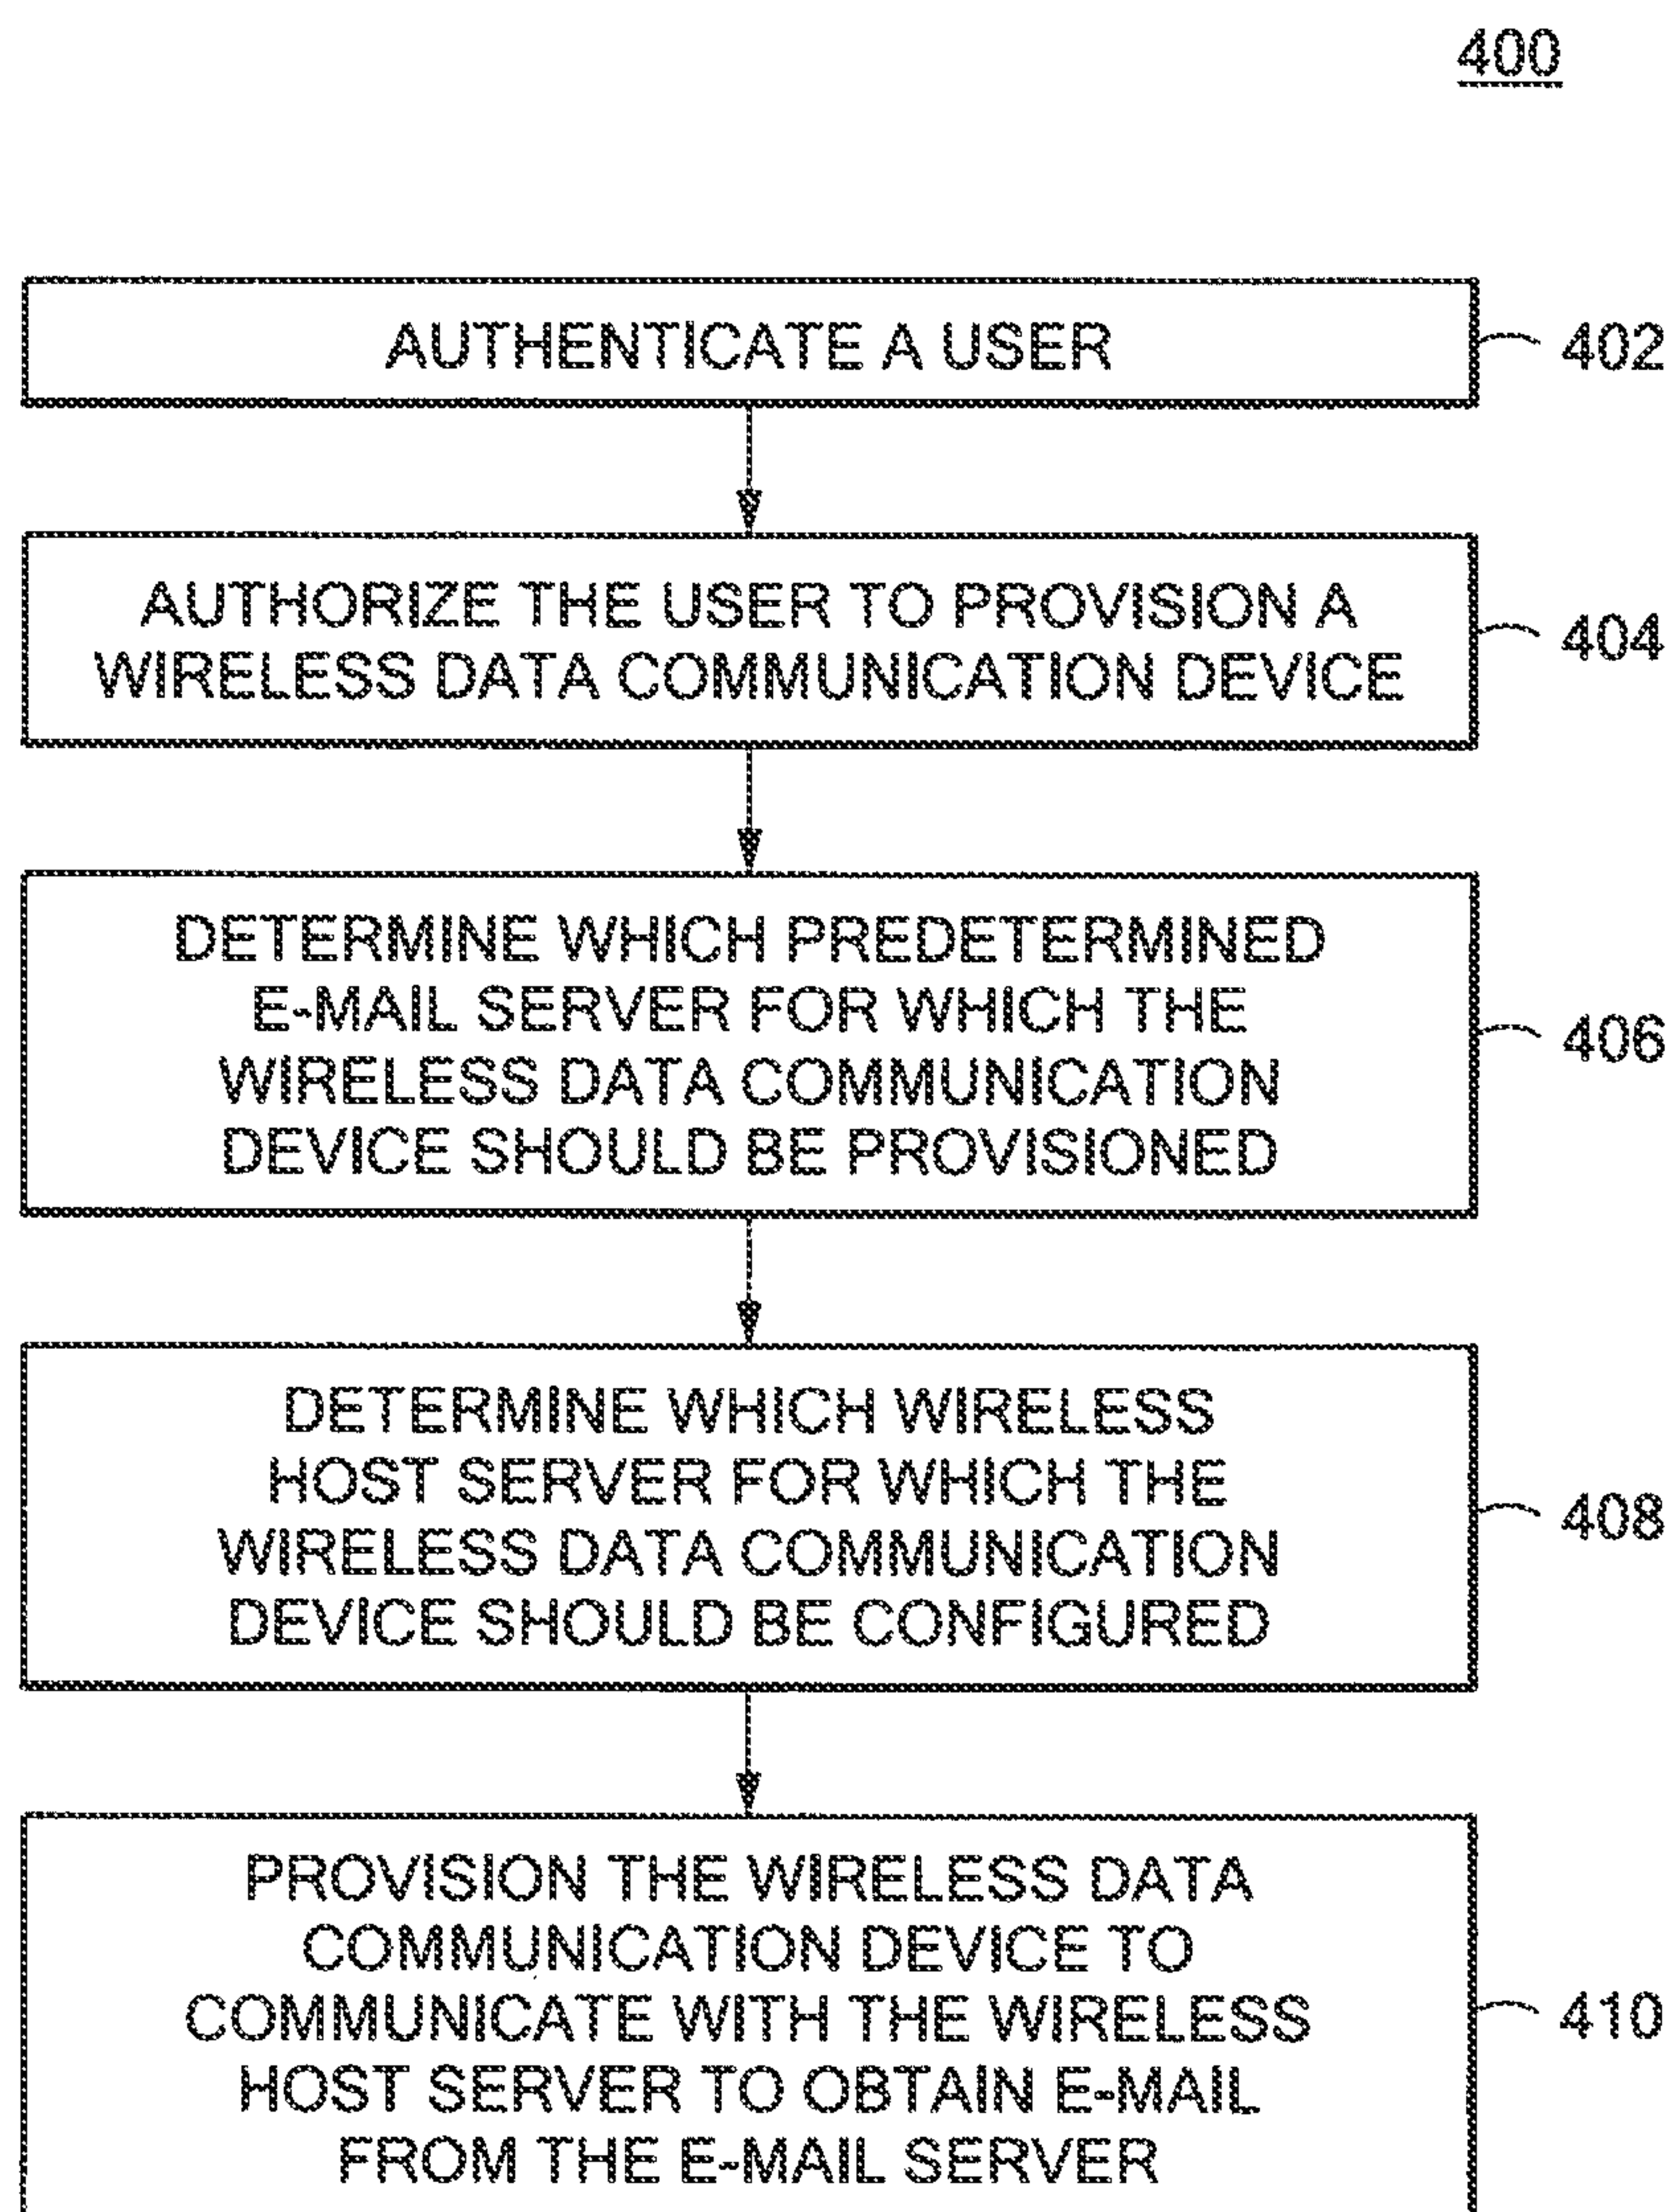 400
AUTHENTICATE A USER
402
AUTHORIZE THE USER TO PROVISION A
WIRELESS DATA COMMUNICATION DEVICE
404
DETERMINE WHICH PREDETERMINED
E-MAIL SERVER FOR WHICH THE
WIRELESS DATA COMMUNICATION
DEVICE SHOULD BE PROVISIONED
406
DETERMINE WHICH WIRELESS
HOST SERVER FOR WHICH THE
WIRELESS DATA COMMUNICATION
DEVICE SHOULD BE CONFIGURED
408
PROVISION THE WIRELESS DATA
COMMUNICATION DEVICE TO
COMMUNICATE WITH THE WIRELESS
HOST SERVER TO OBTAIN E-MAIL
FROM THE E-MAIL SERVER
410